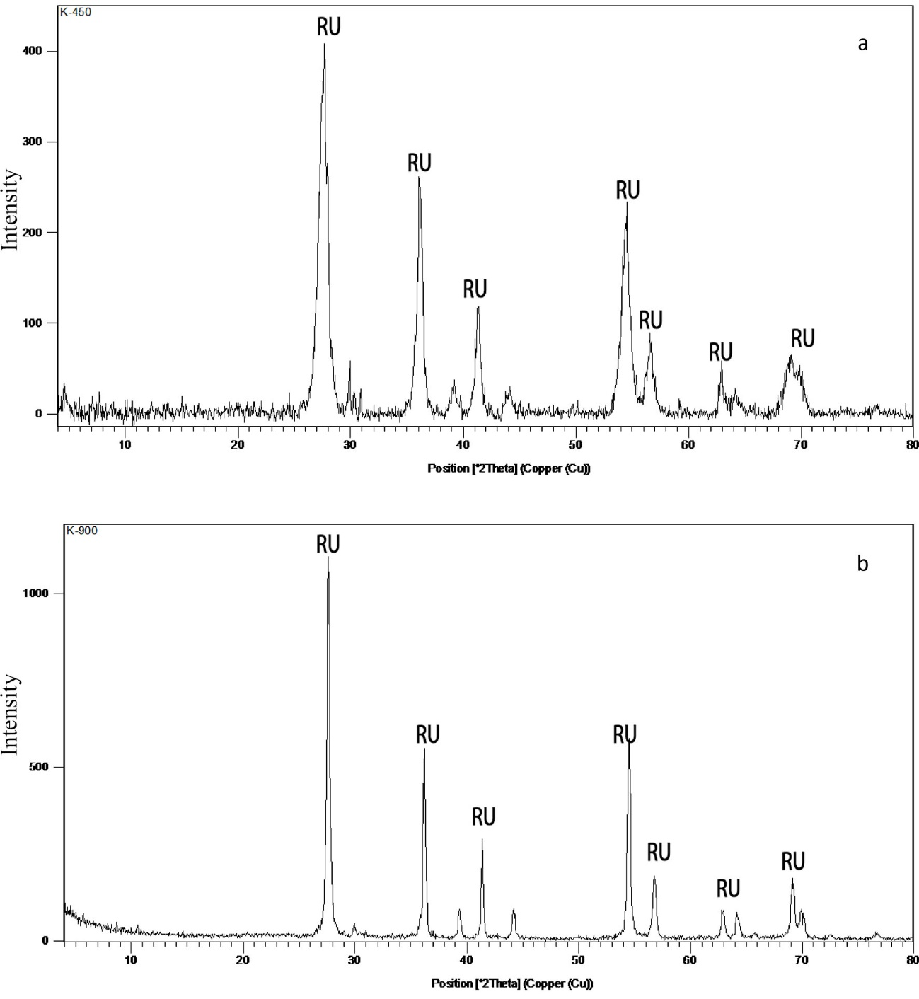 K-450
RU
a
400
300
RU
RU
200
RU
100
RU
RU
RU
0
Intensity
10 20 30 40 50 60 70 80
Position [°2Theta] (Copper (Cu))
K-900
RU
b
1000
RU
RU
500
RU
RU
RU
RU
0
Intensity
10 20 30 40 50 60 70 80
Position [°2Theta] (Copper (Cu))